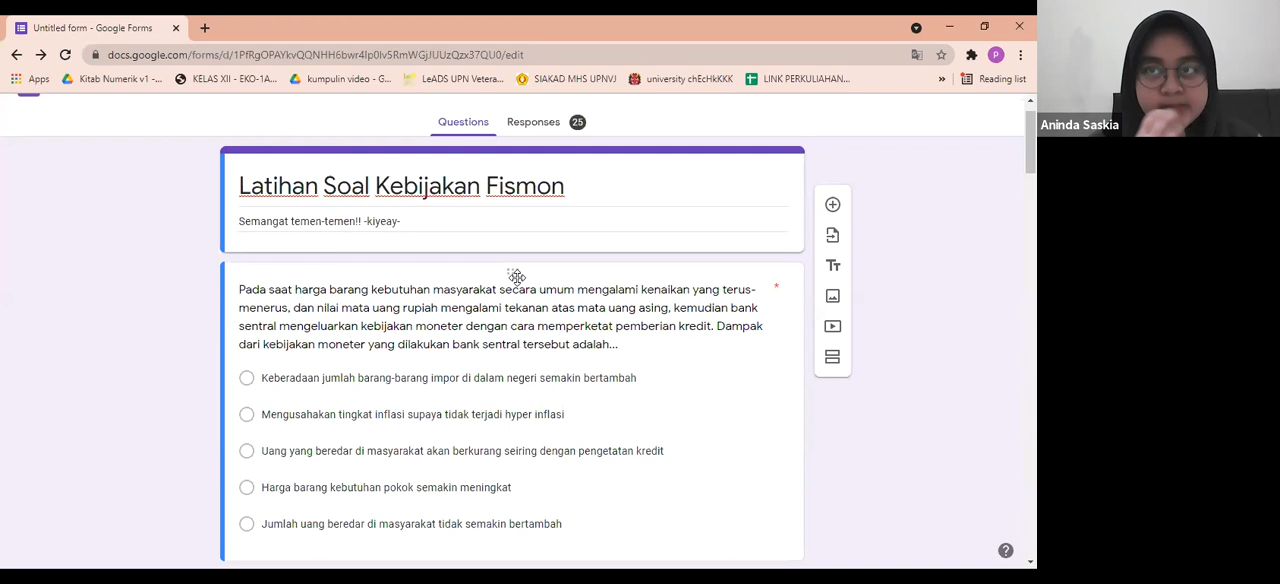 Untitled form - Google Forms
docs.google.com/forms/d/1PfRgOPAYkvQQNHH6bwr4Ip0Iv5RmWGjJUUzQzx37QU0/edit
P
Apps Kitab Numerik v1 -... KELAS XII - EKO-1A... kumpulin video - G... LeADS UPN Vetera... SIAKAD MHS UPNVJ university chEcHkKKK LINK PERKULIAHAN... » Reading list
Questions Responses 25
Latihan Soal Kebijakan Fismon
Semangat temen-temen!! -kiyeay-
Pada saat harga barang kebutuhan masyarakat secara umum mengalami kenaikan yang terus- *
menerus, dan nilai mata uang rupiah mengalami tekanan atas mata uang asing, kemudian bank
sentral mengeluarkan kebijakan moneter dengan cara memperketat pemberian kredit. Dampak
dari kebijakan moneter yang dilakukan bank sentral tersebut adalah...
Keberadaan jumlah barang-barang impor di dalam negeri semakin bertambah
Mengusahakan tingkat inflasi supaya tidak terjadi hyper inflasi
Uang yang beredar di masyarakat akan berkurang seiring dengan pengetatan kredit
Harga barang kebutuhan pokok semakin meningkat
Jumlah uang beredar di masyarakat tidak semakin bertambah
Tт
Aninda Saskia